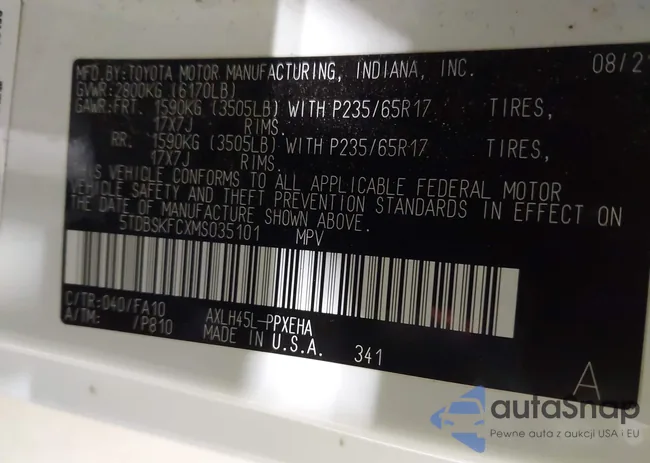 MFD.BY:TOYOTA MOTOR MANUFACTURING, INDIANA, INC. 08/2
GVWR:2800KG (6170LB)
GAWR:FRT. 1590KG (3505LB) WITH P235/65R17 TIRES,
17X7J RIMS.
RR. 1590KG (3505LB) WITH P235/65R17 TIRES,
17X7J RIMS.
THIS VEHICLE CONFORMS TO ALL APPLICABLE FEDERAL MOTOR
VEHICLE SAFETY AND THEFT PREVENTION STANDARDS IN EFFECT ON
THE DATE OF MANUFACTURE SHOWN ABOVE.
5TDBSKFCXMS035101 MPV
C/TR:040/FA10 AXLH45L-PPXEHA
A/TM: /P810 MADE IN U.S.A. 341
A
autoSnap
Pewne auta z aukcji USA i EU